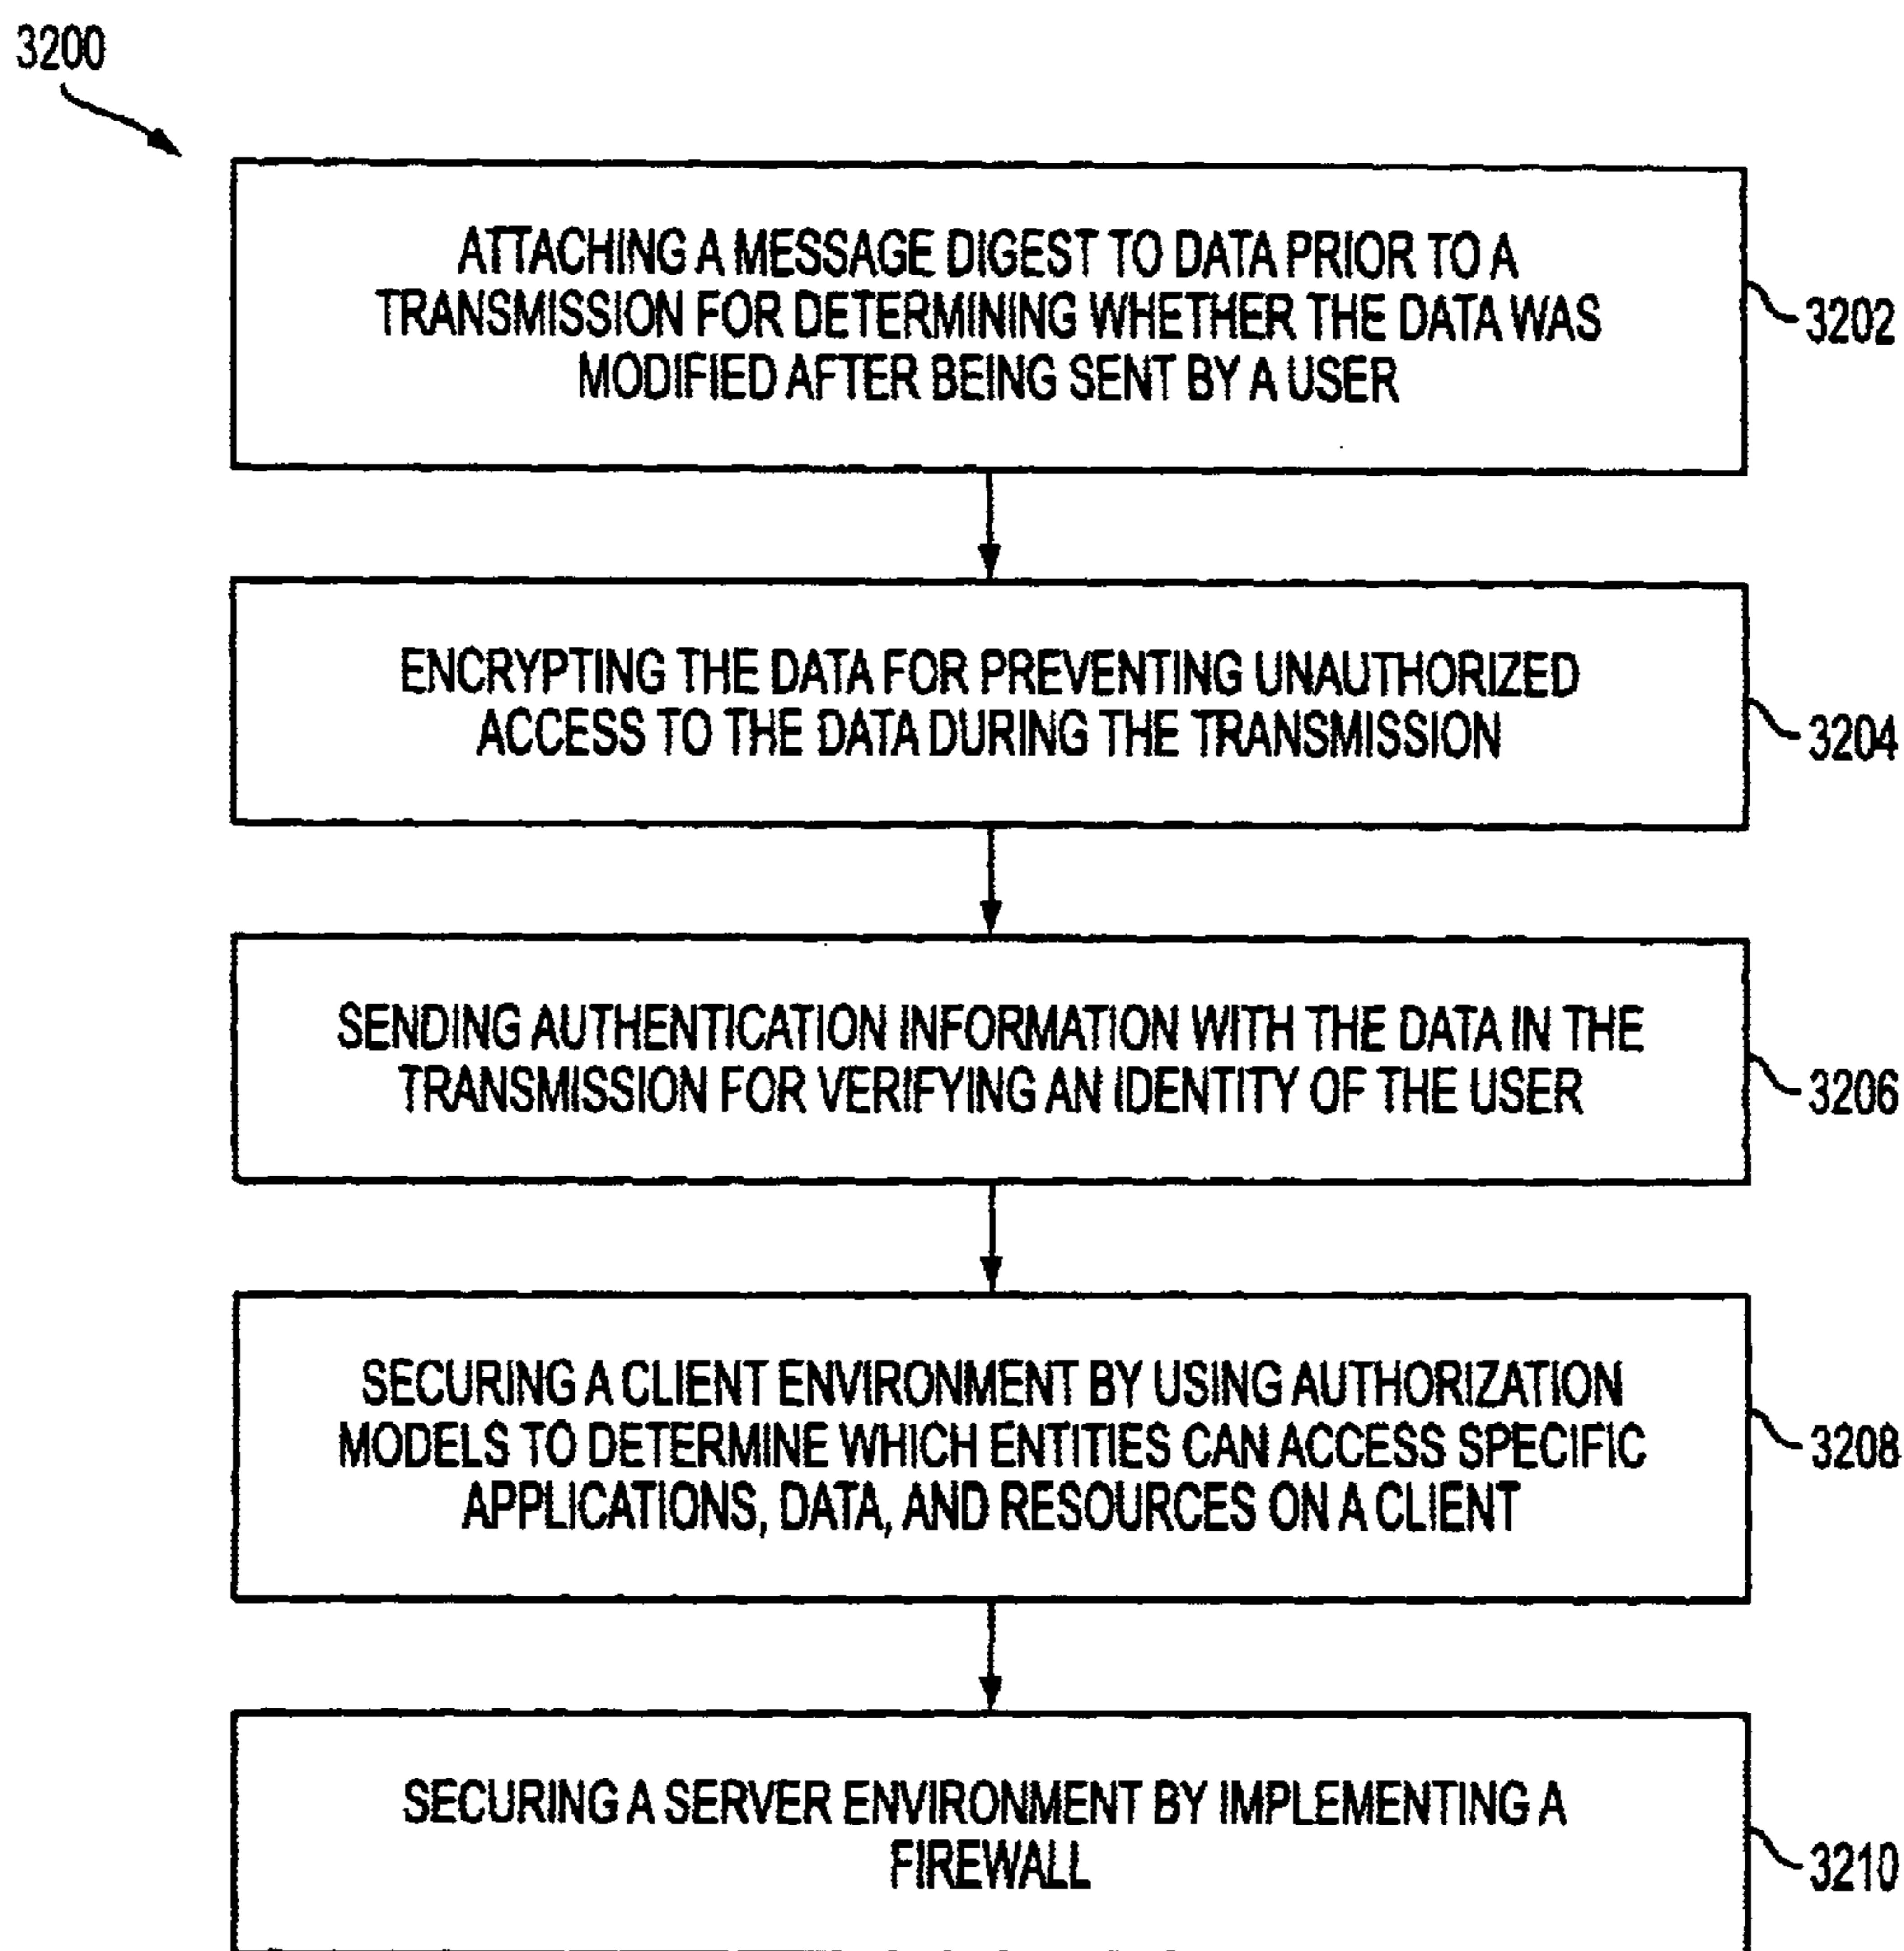 3200
ATTACHING A MESSAGE DIGEST TO DATA PRIOR TO A
TRANSMISSION FOR DETERMINING WHETHER THE DATA WAS
MODIFIED AFTER BEING SENT BY A USER
3202
ENCRYPTING THE DATA FOR PREVENTING UNAUTHORIZED
ACCESS TO THE DATA DURING THE TRANSMISSION
3204
SENDING AUTHENTICATION INFORMATION WITH THE DATA IN THE
TRANSMISSION FOR VERIFYING AN IDENTITY OF THE USER
3206
SECURING A CLIENT ENVIRONMENT BY USING AUTHORIZATION
MODELS TO DETERMINE WHICH ENTITIES CAN ACCESS SPECIFIC
APPLICATIONS, DATA, AND RESOURCES ON A CLIENT
3208
SECURING A SERVER ENVIRONMENT BY IMPLEMENTING A
FIREWALL
3210